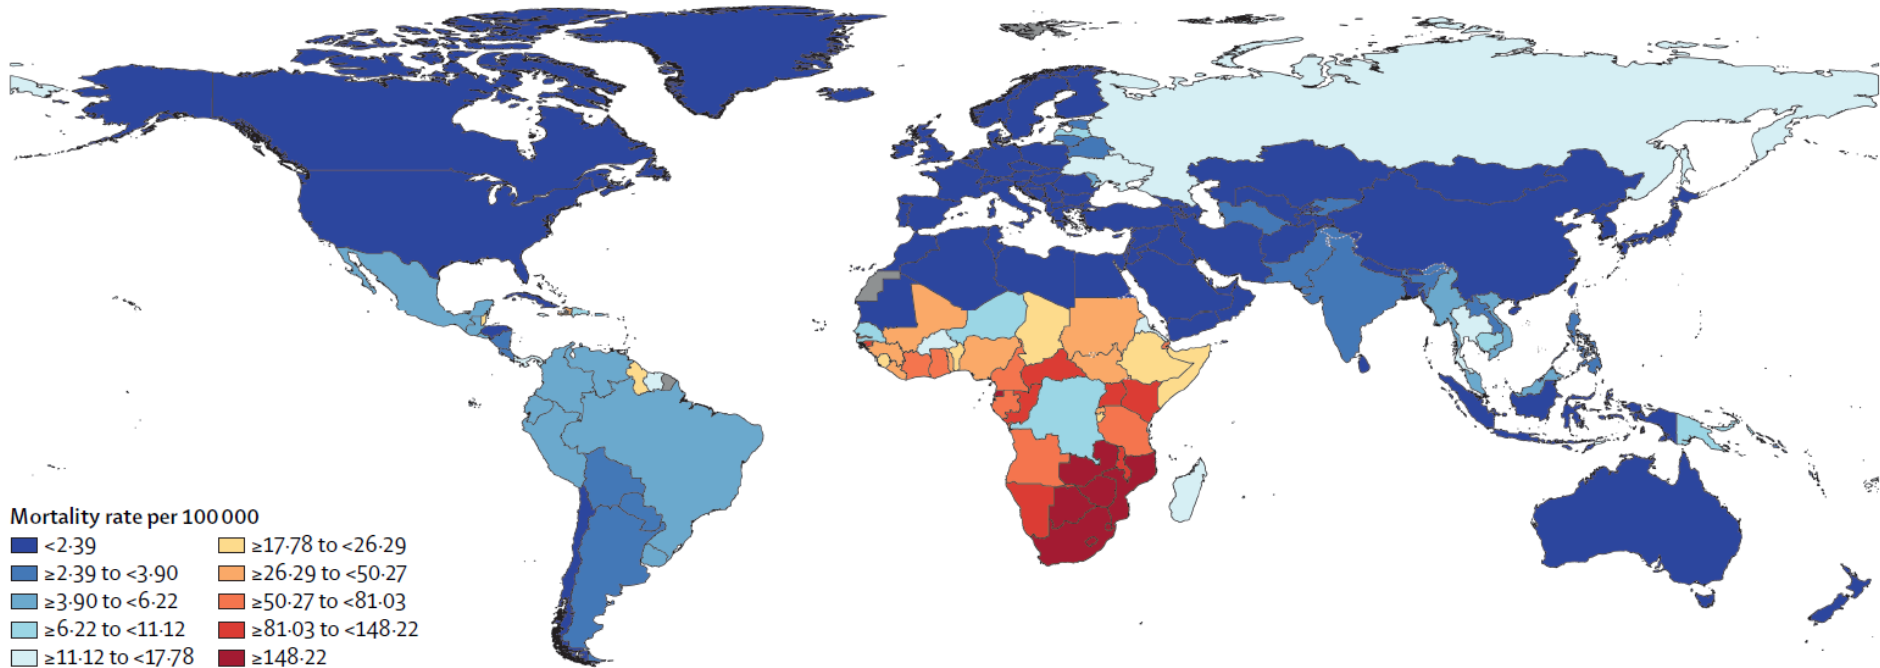 Mortality rate per 100 000
<2·39
≥2·39 to <3·90
≥3·90 to <6·22
≥6·22 to <11·12
≥11·12 to <17·78
≥17·78 to <26·29
≥26·29 to <50·27
≥50·27 to <81·03
≥81·03 to <148·22
≥148·22